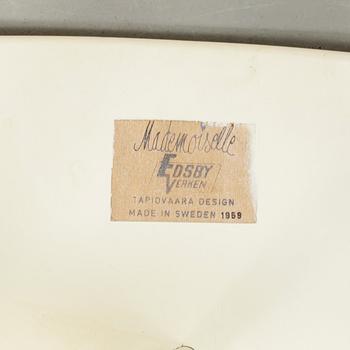 Mademoiselle
EDSBY
VERKEN
TAPIOVAARA DESIGN
MADE IN SWEDEN 1959